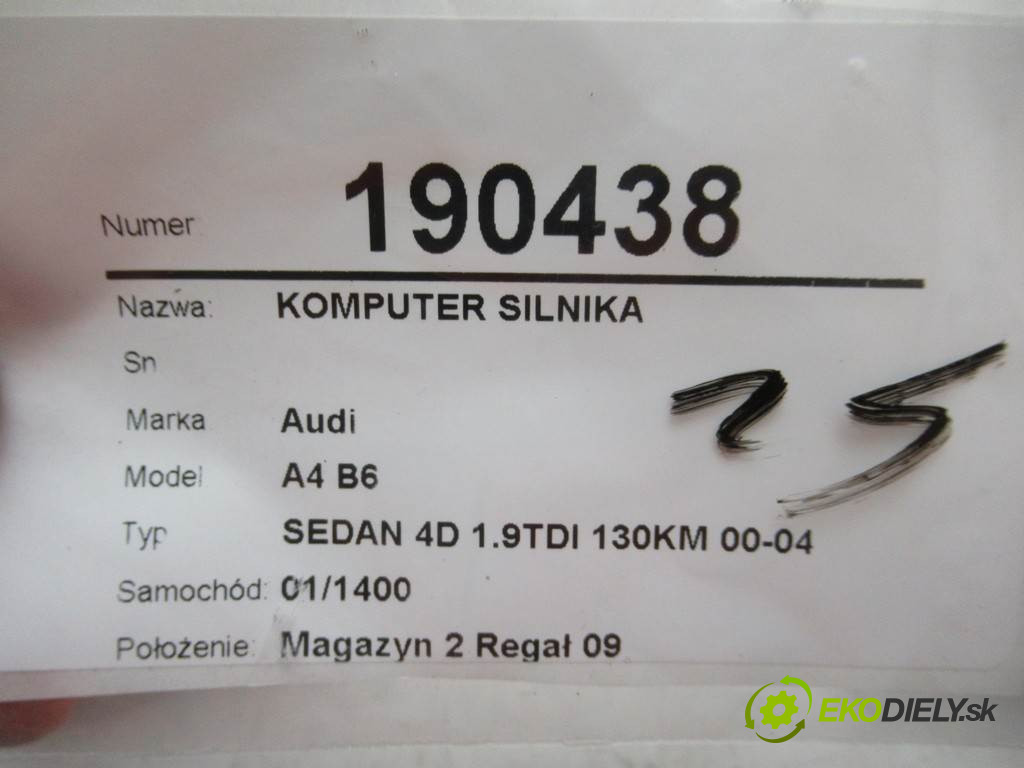 Numer 190438
Nazwa: KOMPUTER SILNIKA
Sn
Marka Audi
25
Model A4 B6
Typ SEDAN 4D 1.9TDI 130KM 00-04
Samochód: 01/1400
Położenie: Magazyn 2 Regał 09
EKODIELY.sk